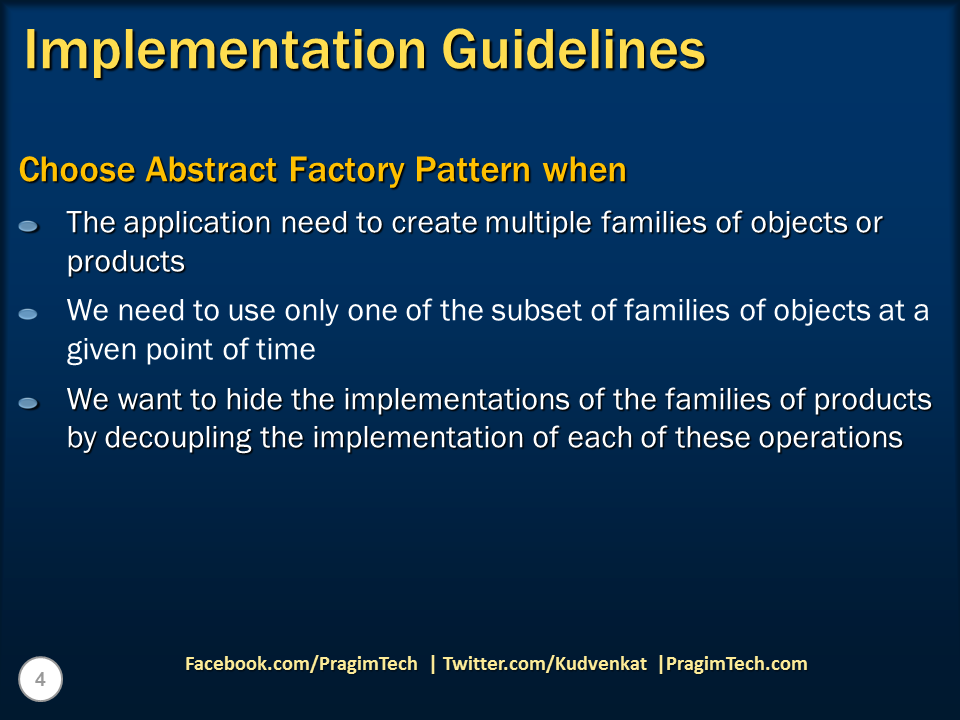 Implementation Guidelines
Choose Abstract Factory Pattern when
The application need to create multiple families of objects or
products
We need to use only one of the subset of families of objects at a
given point of time
We want to hide the implementations of the families of products
by decoupling the implementation of each of these operations
Facebook.com/PragimTech | Twitter.com/Kudvenkat |PragimTech.com
4